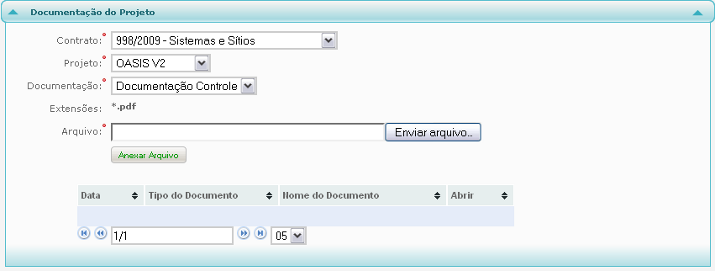 Documentação do Projeto
Contrato:* 998/2009 - Sistemas e Sítios
Projeto:* OASIS V2
Documentação:* Documentação Controle
Extensões: *.pdf
Arquivo:* Enviar arquivo..
Anexar Arquivo
Data Tipo do Documento Nome do Documento Abrir
1/1 05